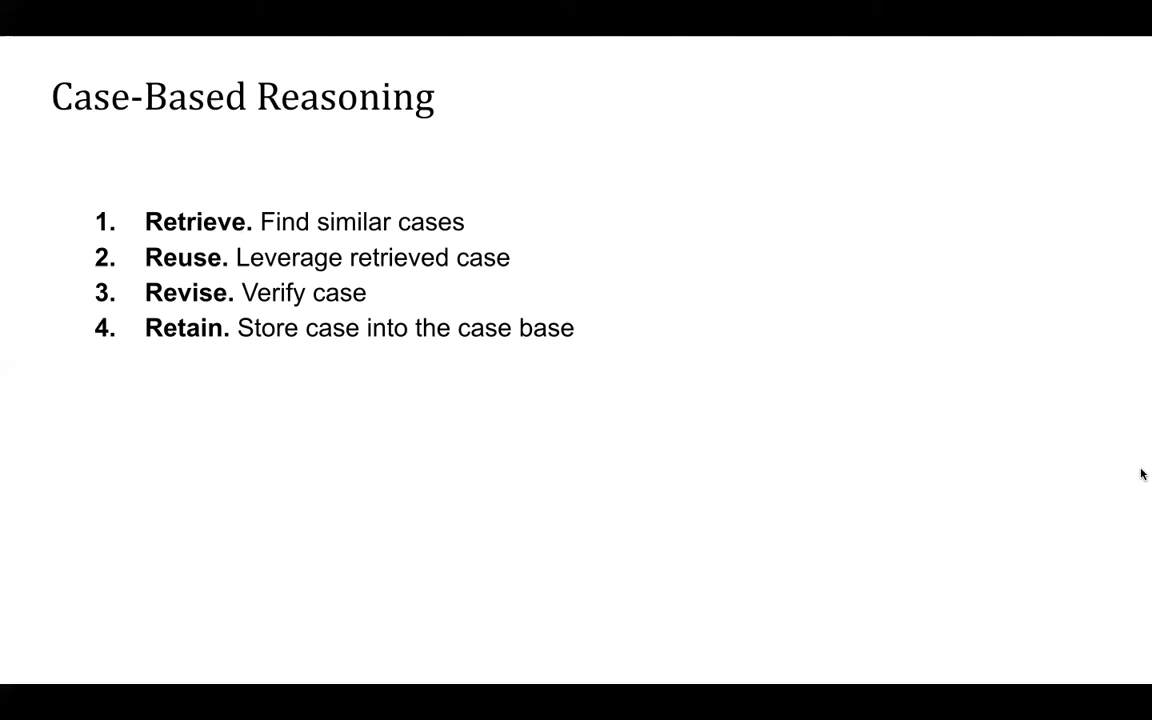 Case-Based Reasoning
1. Retrieve. Find similar cases
2. Reuse. Leverage retrieved case
3. Revise. Verify case
4. Retain. Store case into the case base